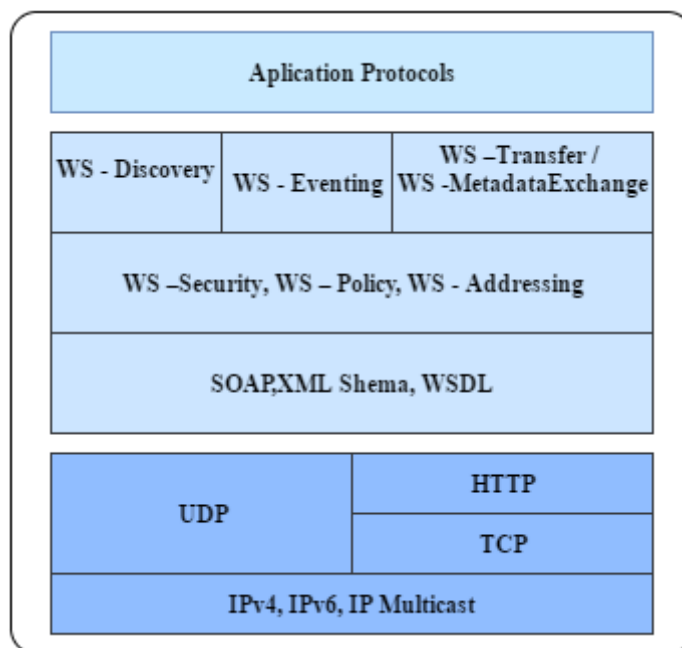 Aplication Protocols
WS - Discovery
WS - Eventing
WS –Transfer /
WS -MetadataExchange
WS –Security, WS – Policy, WS - Addressing
SOAP,XML Shema, WSDL
UDP
HTTP
TCP
IPv4, IPv6, IP Multicast